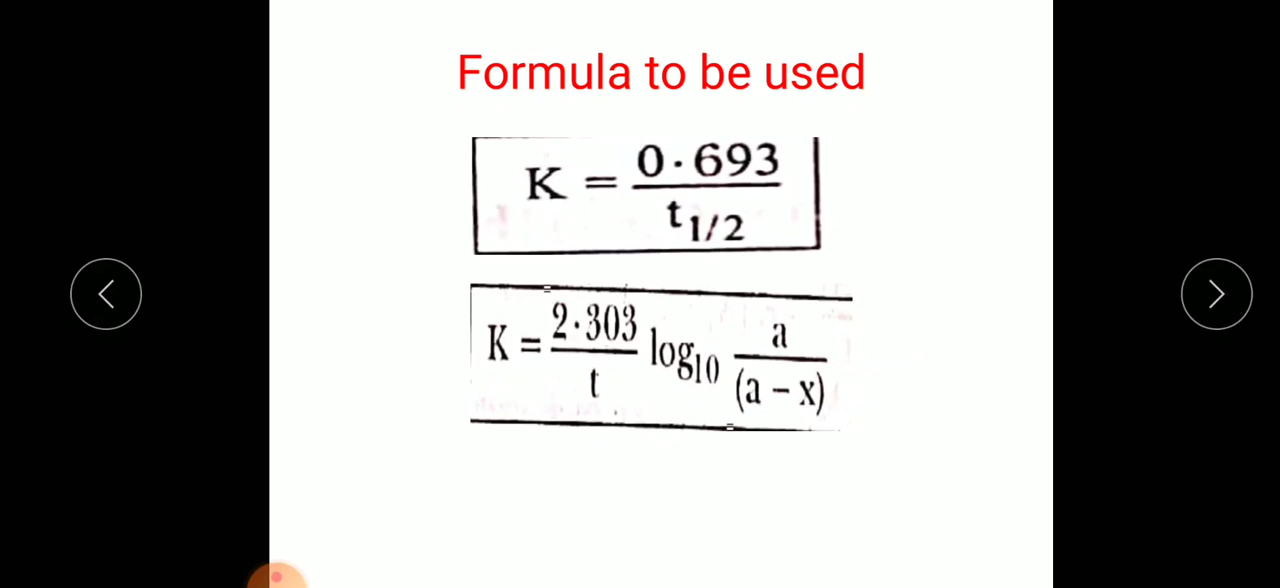 Formula to be used
K = 0·693 / t1/2
K = 2·303 / t log10 a / (a − x)